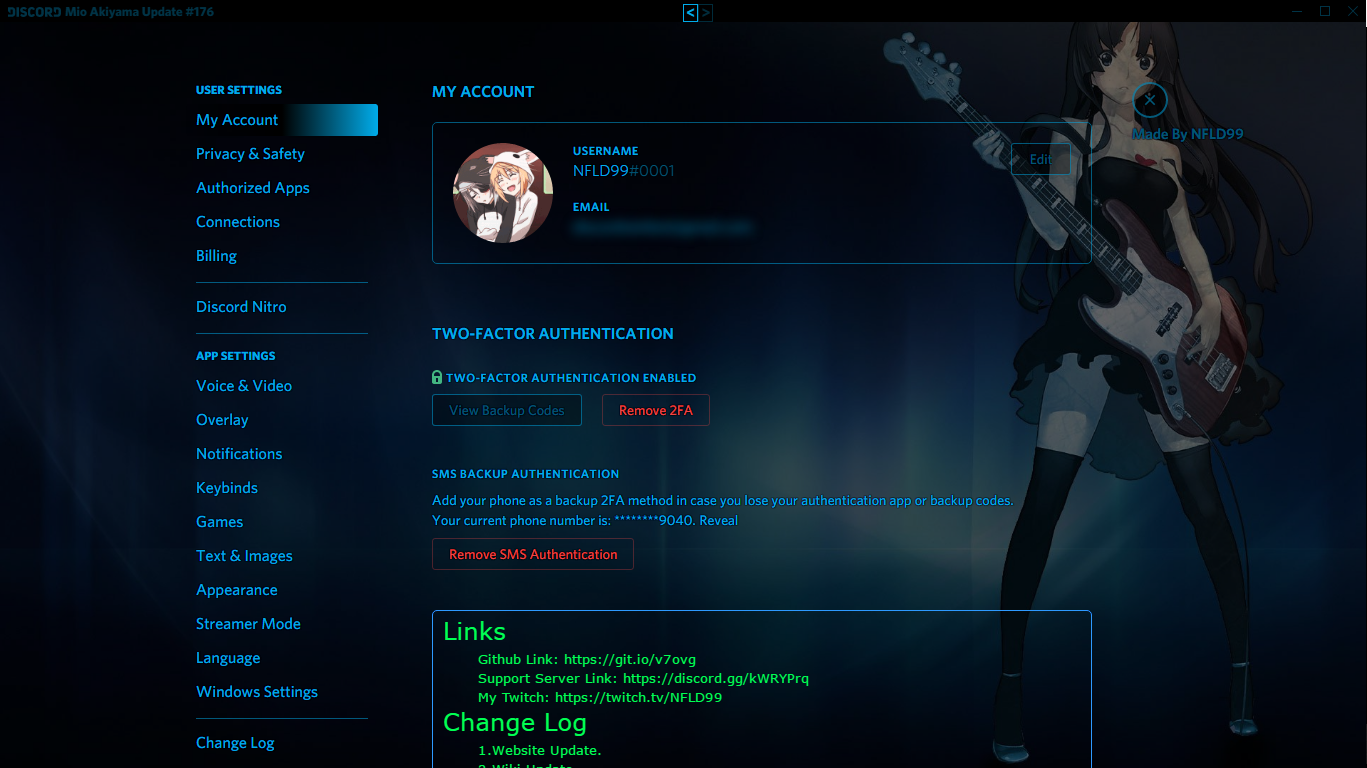 DISCORD Mio Akiyama Update #176
< >
USER SETTINGS
My Account
Privacy & Safety
Authorized Apps
Connections
Billing
Discord Nitro
APP SETTINGS
Voice & Video
Overlay
Notifications
Keybinds
Games
Text & Images
Appearance
Streamer Mode
Language
Windows Settings
Change Log
MY ACCOUNT
USERNAME
NFLD99#0001
EMAIL
Edit
Made By NFLD99
TWO-FACTOR AUTHENTICATION
TWO-FACTOR AUTHENTICATION ENABLED
View Backup Codes
Remove 2FA
SMS BACKUP AUTHENTICATION
Add your phone as a backup 2FA method in case you lose your authentication app or backup codes.
Your current phone number is: ********9040. Reveal
Remove SMS Authentication
Links
Github Link: https://git.io/v7ovg
Support Server Link: https://discord.gg/kWRYPrq
My Twitch: https://twitch.tv/NFLD99
Change Log
1.Website Update.
2.Wiki Update.